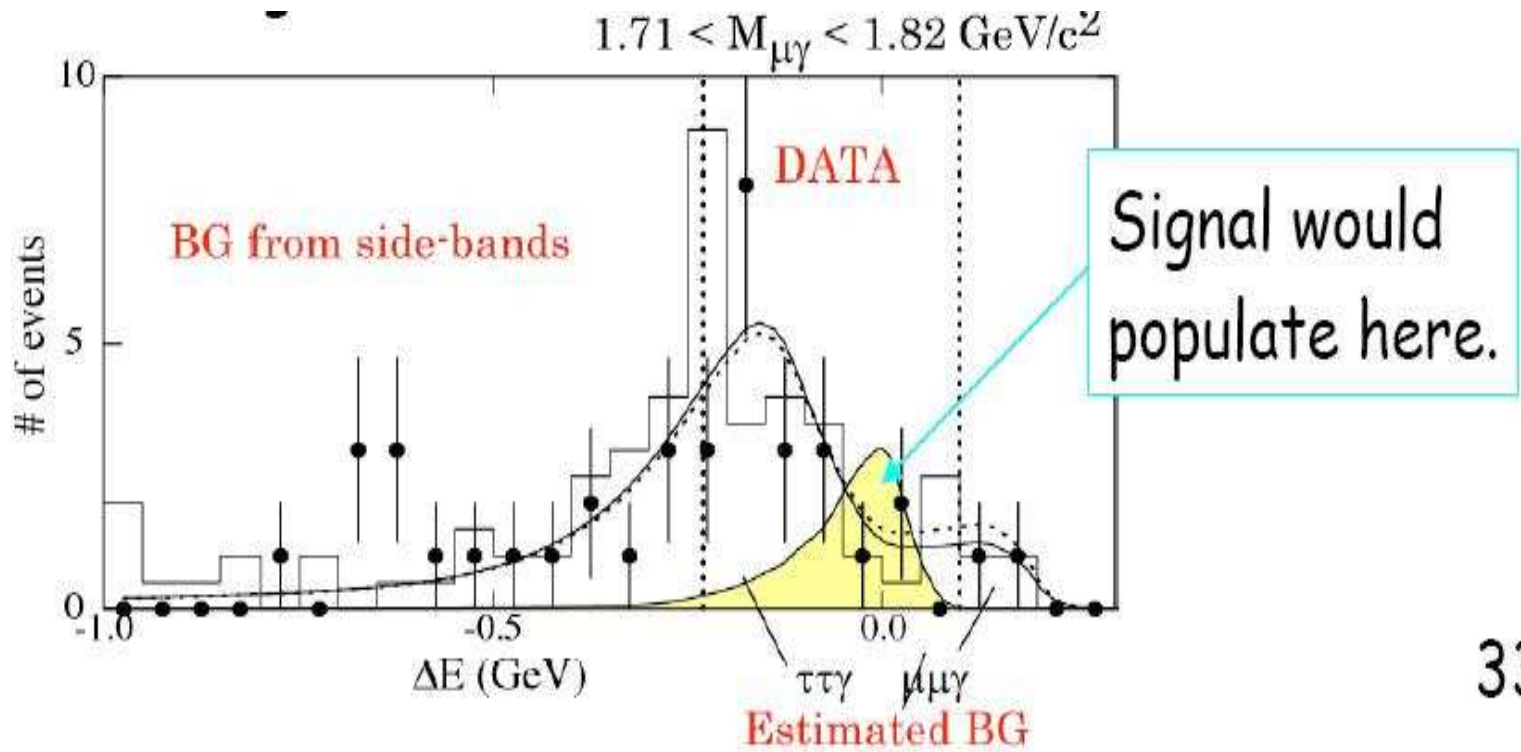 1.71 < M_μγ < 1.82 GeV/c²
10
DATA
BG from side-bands
Signal would
populate here.
# of events
5
0
-1.0
-0.5
0.0
ΔE (GeV)
ττγ
μμγ
Estimated BG